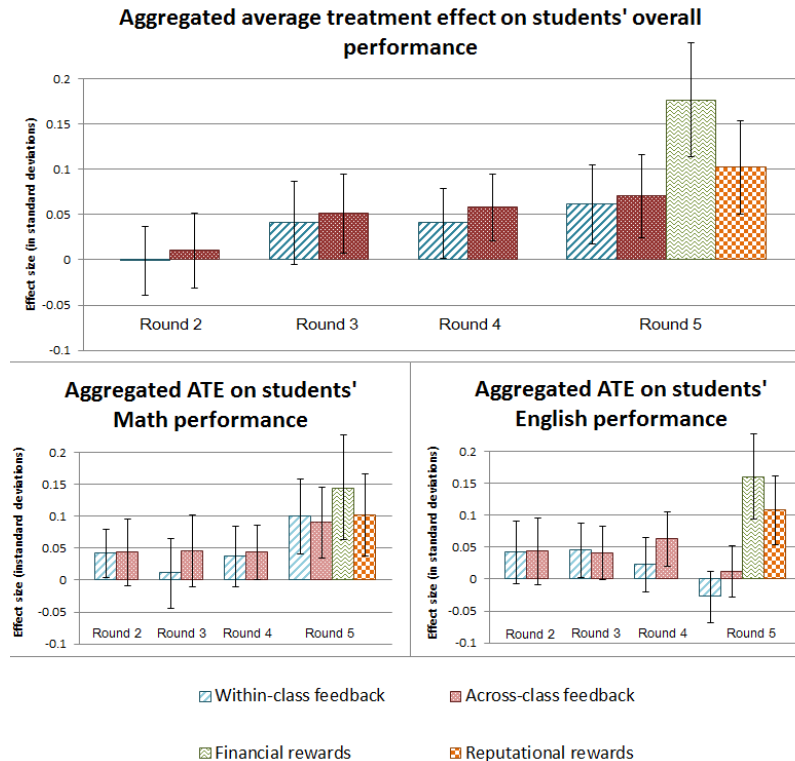 Aggregated average treatment effect on students' overall
performance
Effect size (in standard deviations)
0.2
0.15
0.1
0.05
0
-0.05
-0.1
Round 2
Round 3
Round 4
Round 5
Aggregated ATE on students'
Math performance
Effect size (instandard deviations)
0.2
0.15
0.1
0.05
0
-0.05
-0.1
Round 2
Round 3
Round 4
Round 5
Aggregated ATE on students'
English performance
Effect size (in standard deviations)
0.2
0.15
0.1
0.05
0
-0.05
-0.1
Round 2
Round 3
Round 4
Round 5
Within-class feedback
Across-class feedback
Financial rewards
Reputational rewards